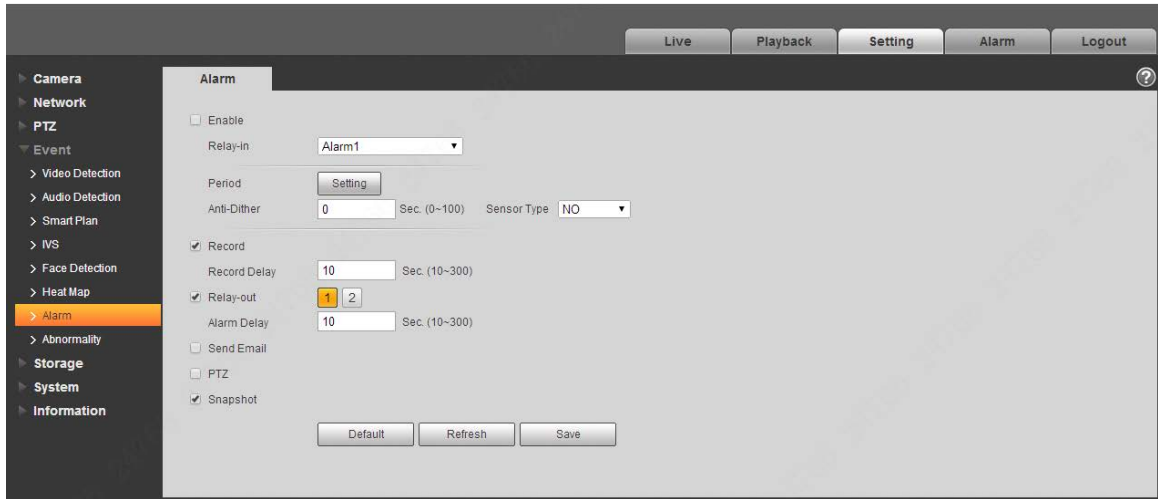 Live Playback Setting Alarm Logout
Camera
Network
PTZ
Event
Video Detection
Audio Detection
Smart Plan
IVS
Face Detection
Heat Map
Alarm
Abnormality
Storage
System
Information
Alarm
?
Enable
Relay-in Alarm1
Period Setting
Anti-Dither 0 Sec. (0~100) Sensor Type NO
Record
Record Delay 10 Sec. (10~300)
Relay-out 1 2
Alarm Delay 10 Sec. (10~300)
Send Email
PTZ
Snapshot
Default Refresh Save